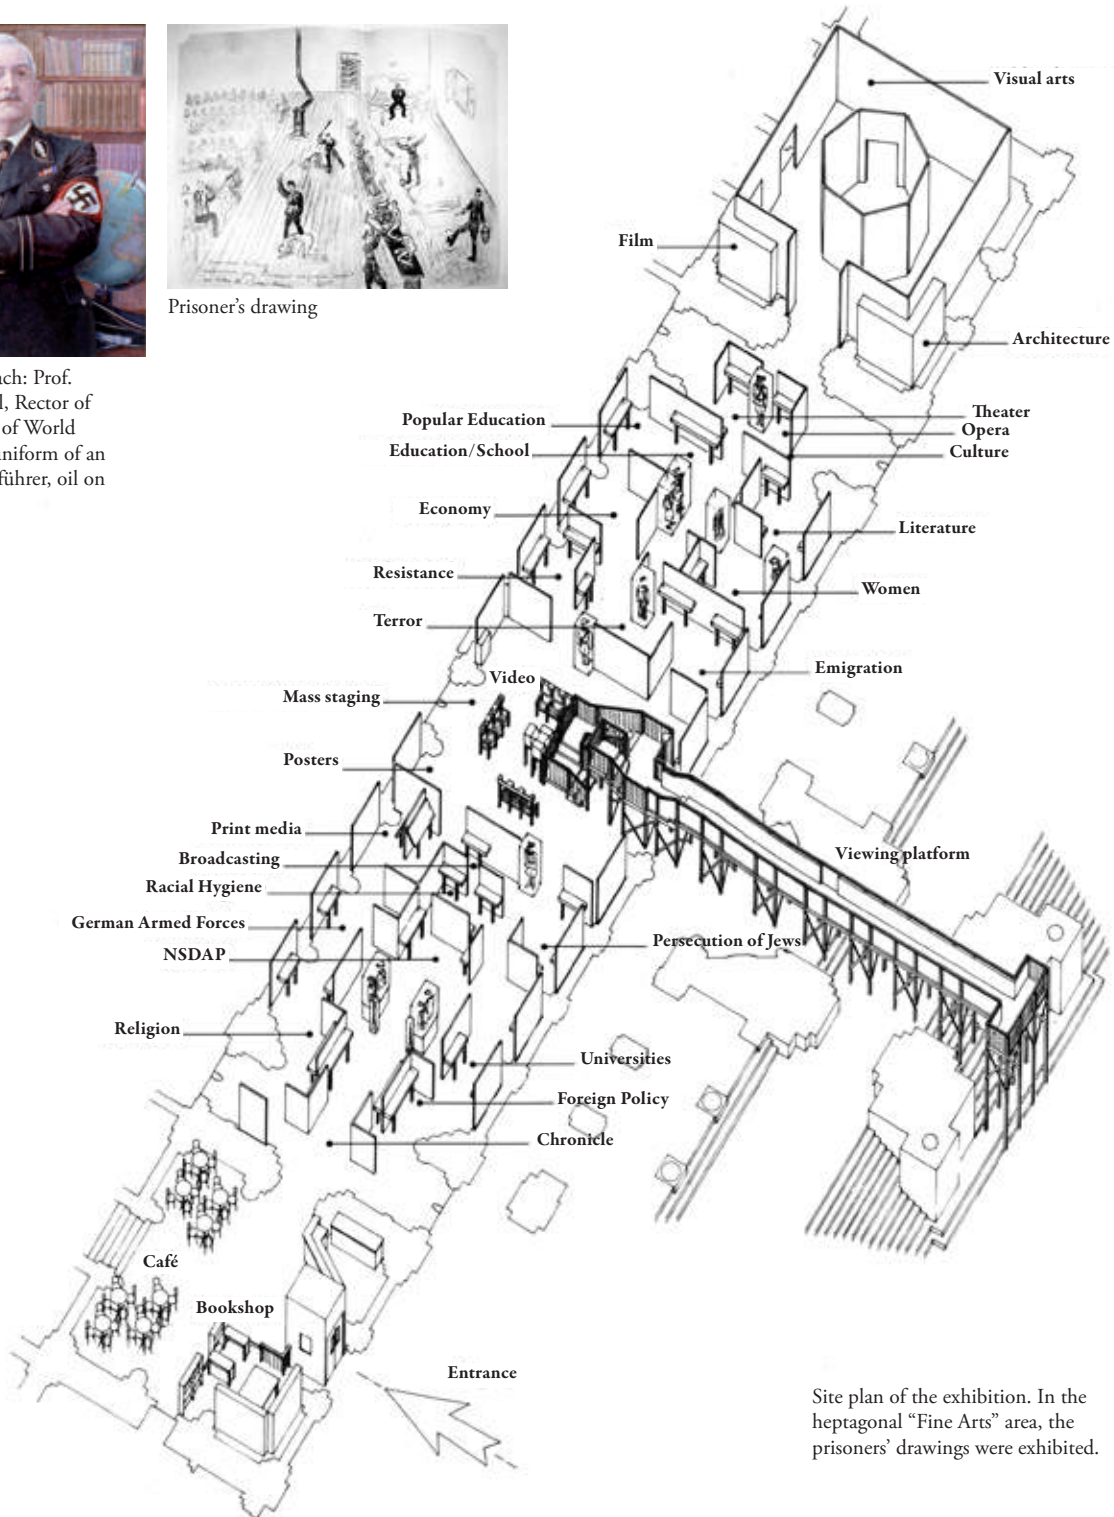 Prisoner’s drawing
ach: Prof.
l, Rector of
of World
uniform of an
führer, oil on
Visual arts
Film
Architecture
Popular Education
Theater
Opera
Education/School
Culture
Economy
Literature
Resistance
Women
Terror
Emigration
Video
Mass staging
Posters
Print media
Viewing platform
Broadcasting
Racial Hygiene
German Armed Forces
Persecution of Jews
NSDAP
Religion
Universities
Foreign Policy
Chronicle
Café
Bookshop
Entrance
Site plan of the exhibition. In the
heptagonal “Fine Arts” area, the
prisoners’ drawings were exhibited.